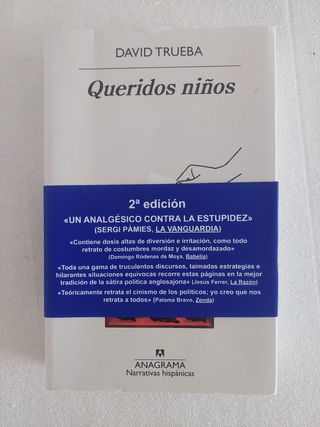 DAVID TRUEBA
Queridos niños
2ª edición
«UN ANALGÉSICO CONTRA LA ESTUPIDEZ»
(SERGI PÀMIES, LA VANGUARDIA)
«Contiene dosis altas de diversión e irritación, como todo
retrato de costumbres mordaz y desamordazado»
(Domingo Ródenas de Moya, Babelia)
«Toda una gama de truculentos discursos, taimadas estrategias e
hilarantes situaciones equívocas recorre estas páginas en la mejor
tradición de la sátira política anglosajona» (Jesús Ferrer, La Razón)
«Teóricamente retrata el cinismo de los políticos; yo creo que nos
retrata a todos» (Paloma Bravo, Zenda)
ANAGRAMA
Narrativas hispánicas